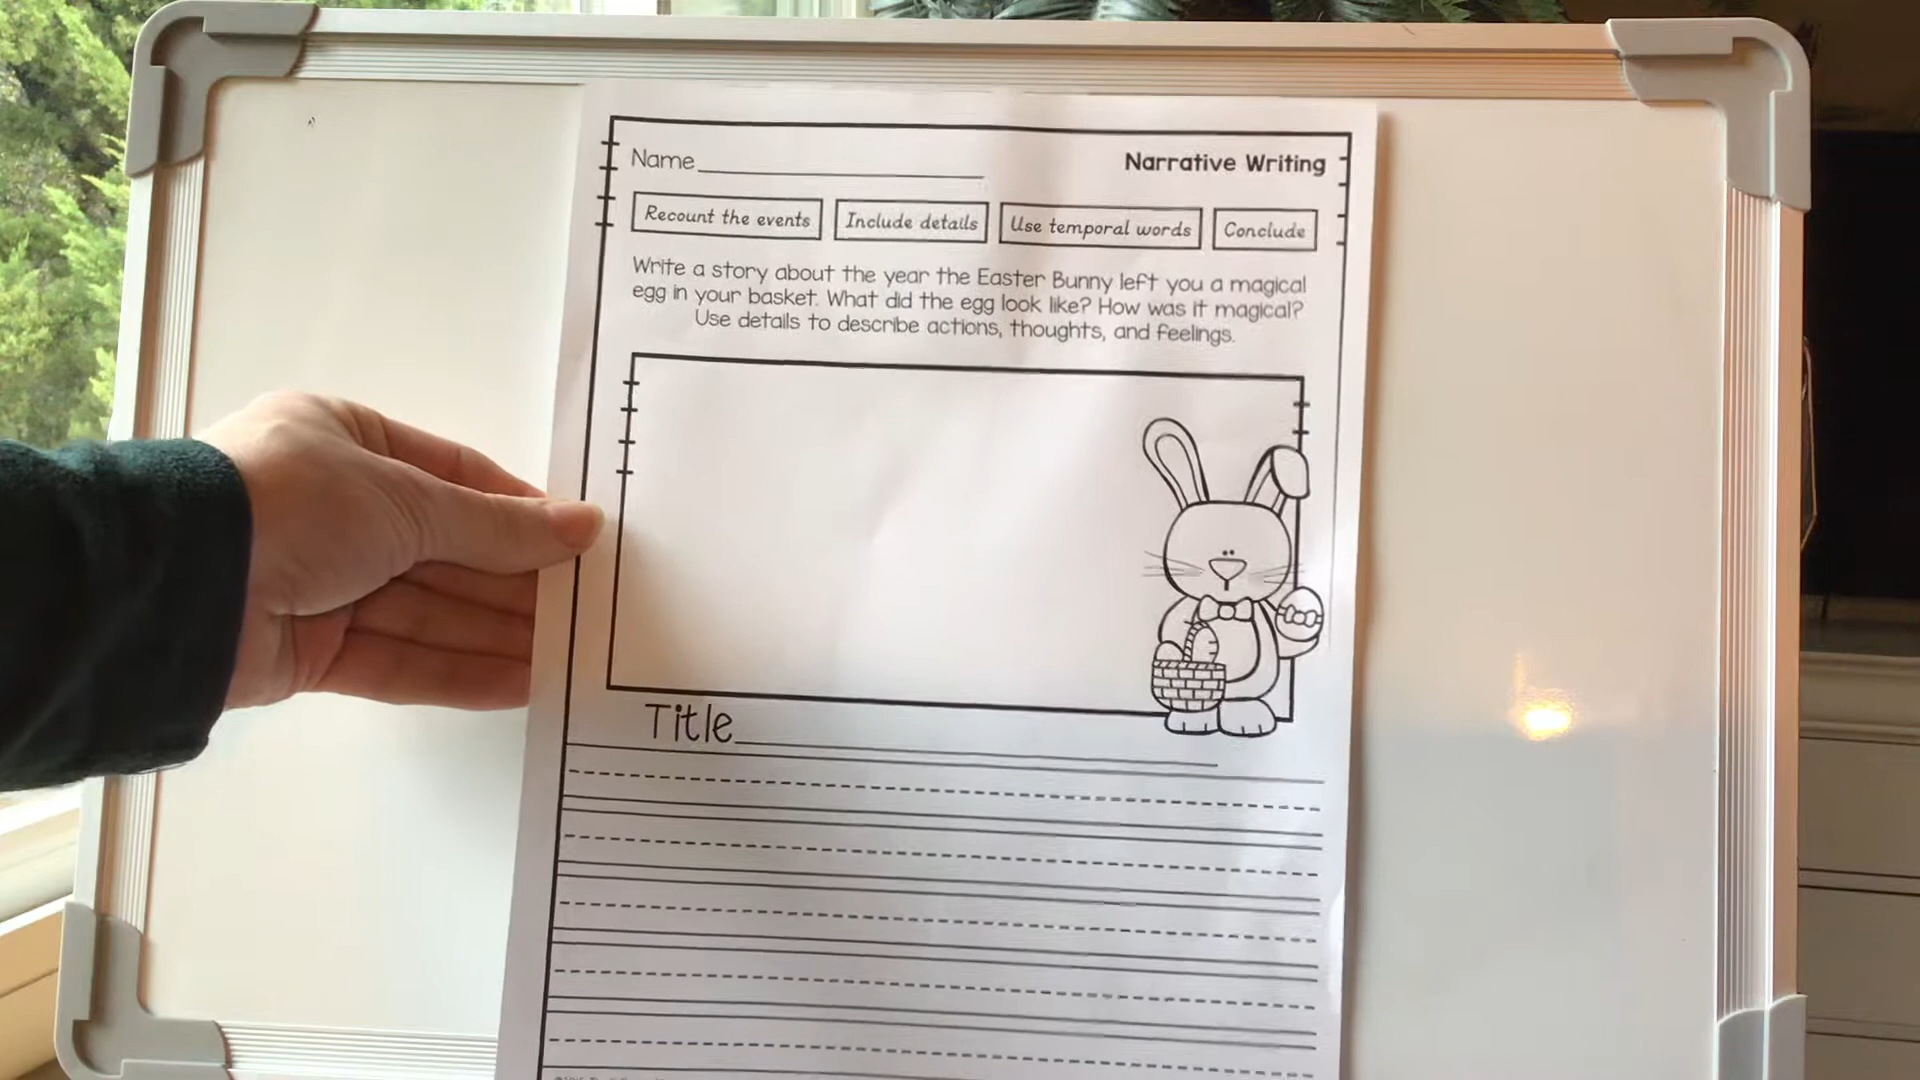 Name
Narrative Writing
Recount the events
Include details
Use temporal words
Conclude
Write a story about the year the Easter Bunny left you a magical
egg in your basket. What did the egg look like? How was it magical?
Use details to describe actions, thoughts, and feelings.
Title